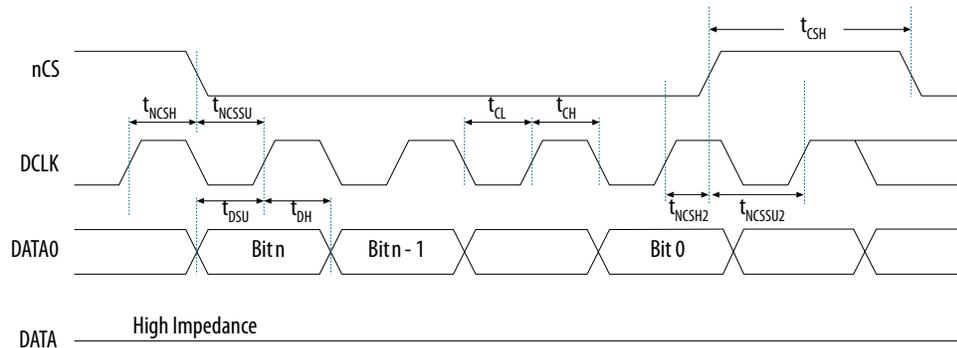 tCSH
nCS
tNCSH tNCSSU tCL tCH
DCLK
tDSU tDH tNCSH2 tNCSSU2
DATA0 Bit n Bit n - 1 Bit 0
High Impedance
DATA